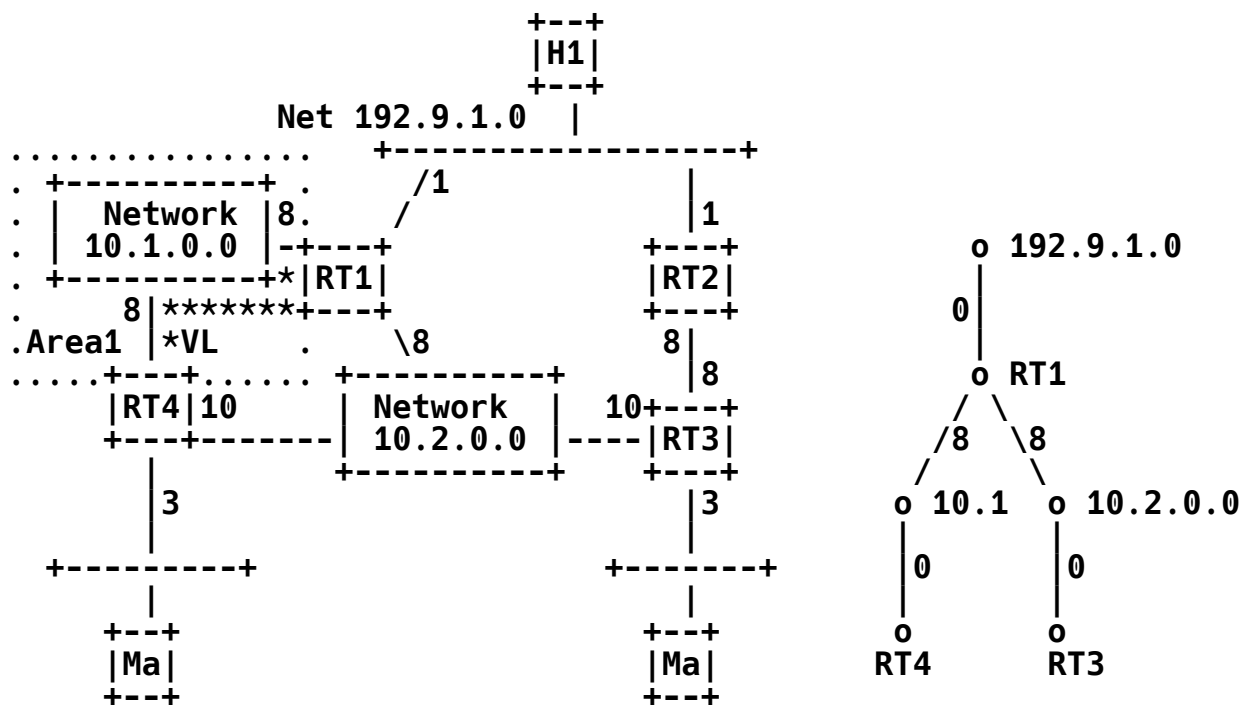 +--+
|H1|
+--+
Net 192.9.1.0 |
................ +------------------+
. +----------+ . /1 |
. | Network |8. / |1
. | 10.1.0.0 |-+---+ +---+ o 192.9.1.0
. +----------+*|RT1| |RT2| |
. 8|*******+---+ +---+ 0|
.Area1 |*VL . \8 8| |
.....+---+...... +----------+ |8 o RT1
|RT4|10 | Network | 10+---+ / \
+---+-------| 10.2.0.0 |----|RT3| /8 \8
| +----------+ +---+ / \
|3 |3 o 10.1 o 10.2.0.0
| | | |
+---------+ +-------+ |0 |0
| | | |
+--+ +--+ o o
|Ma| |Ma| RT4 RT3
+--+ +--+